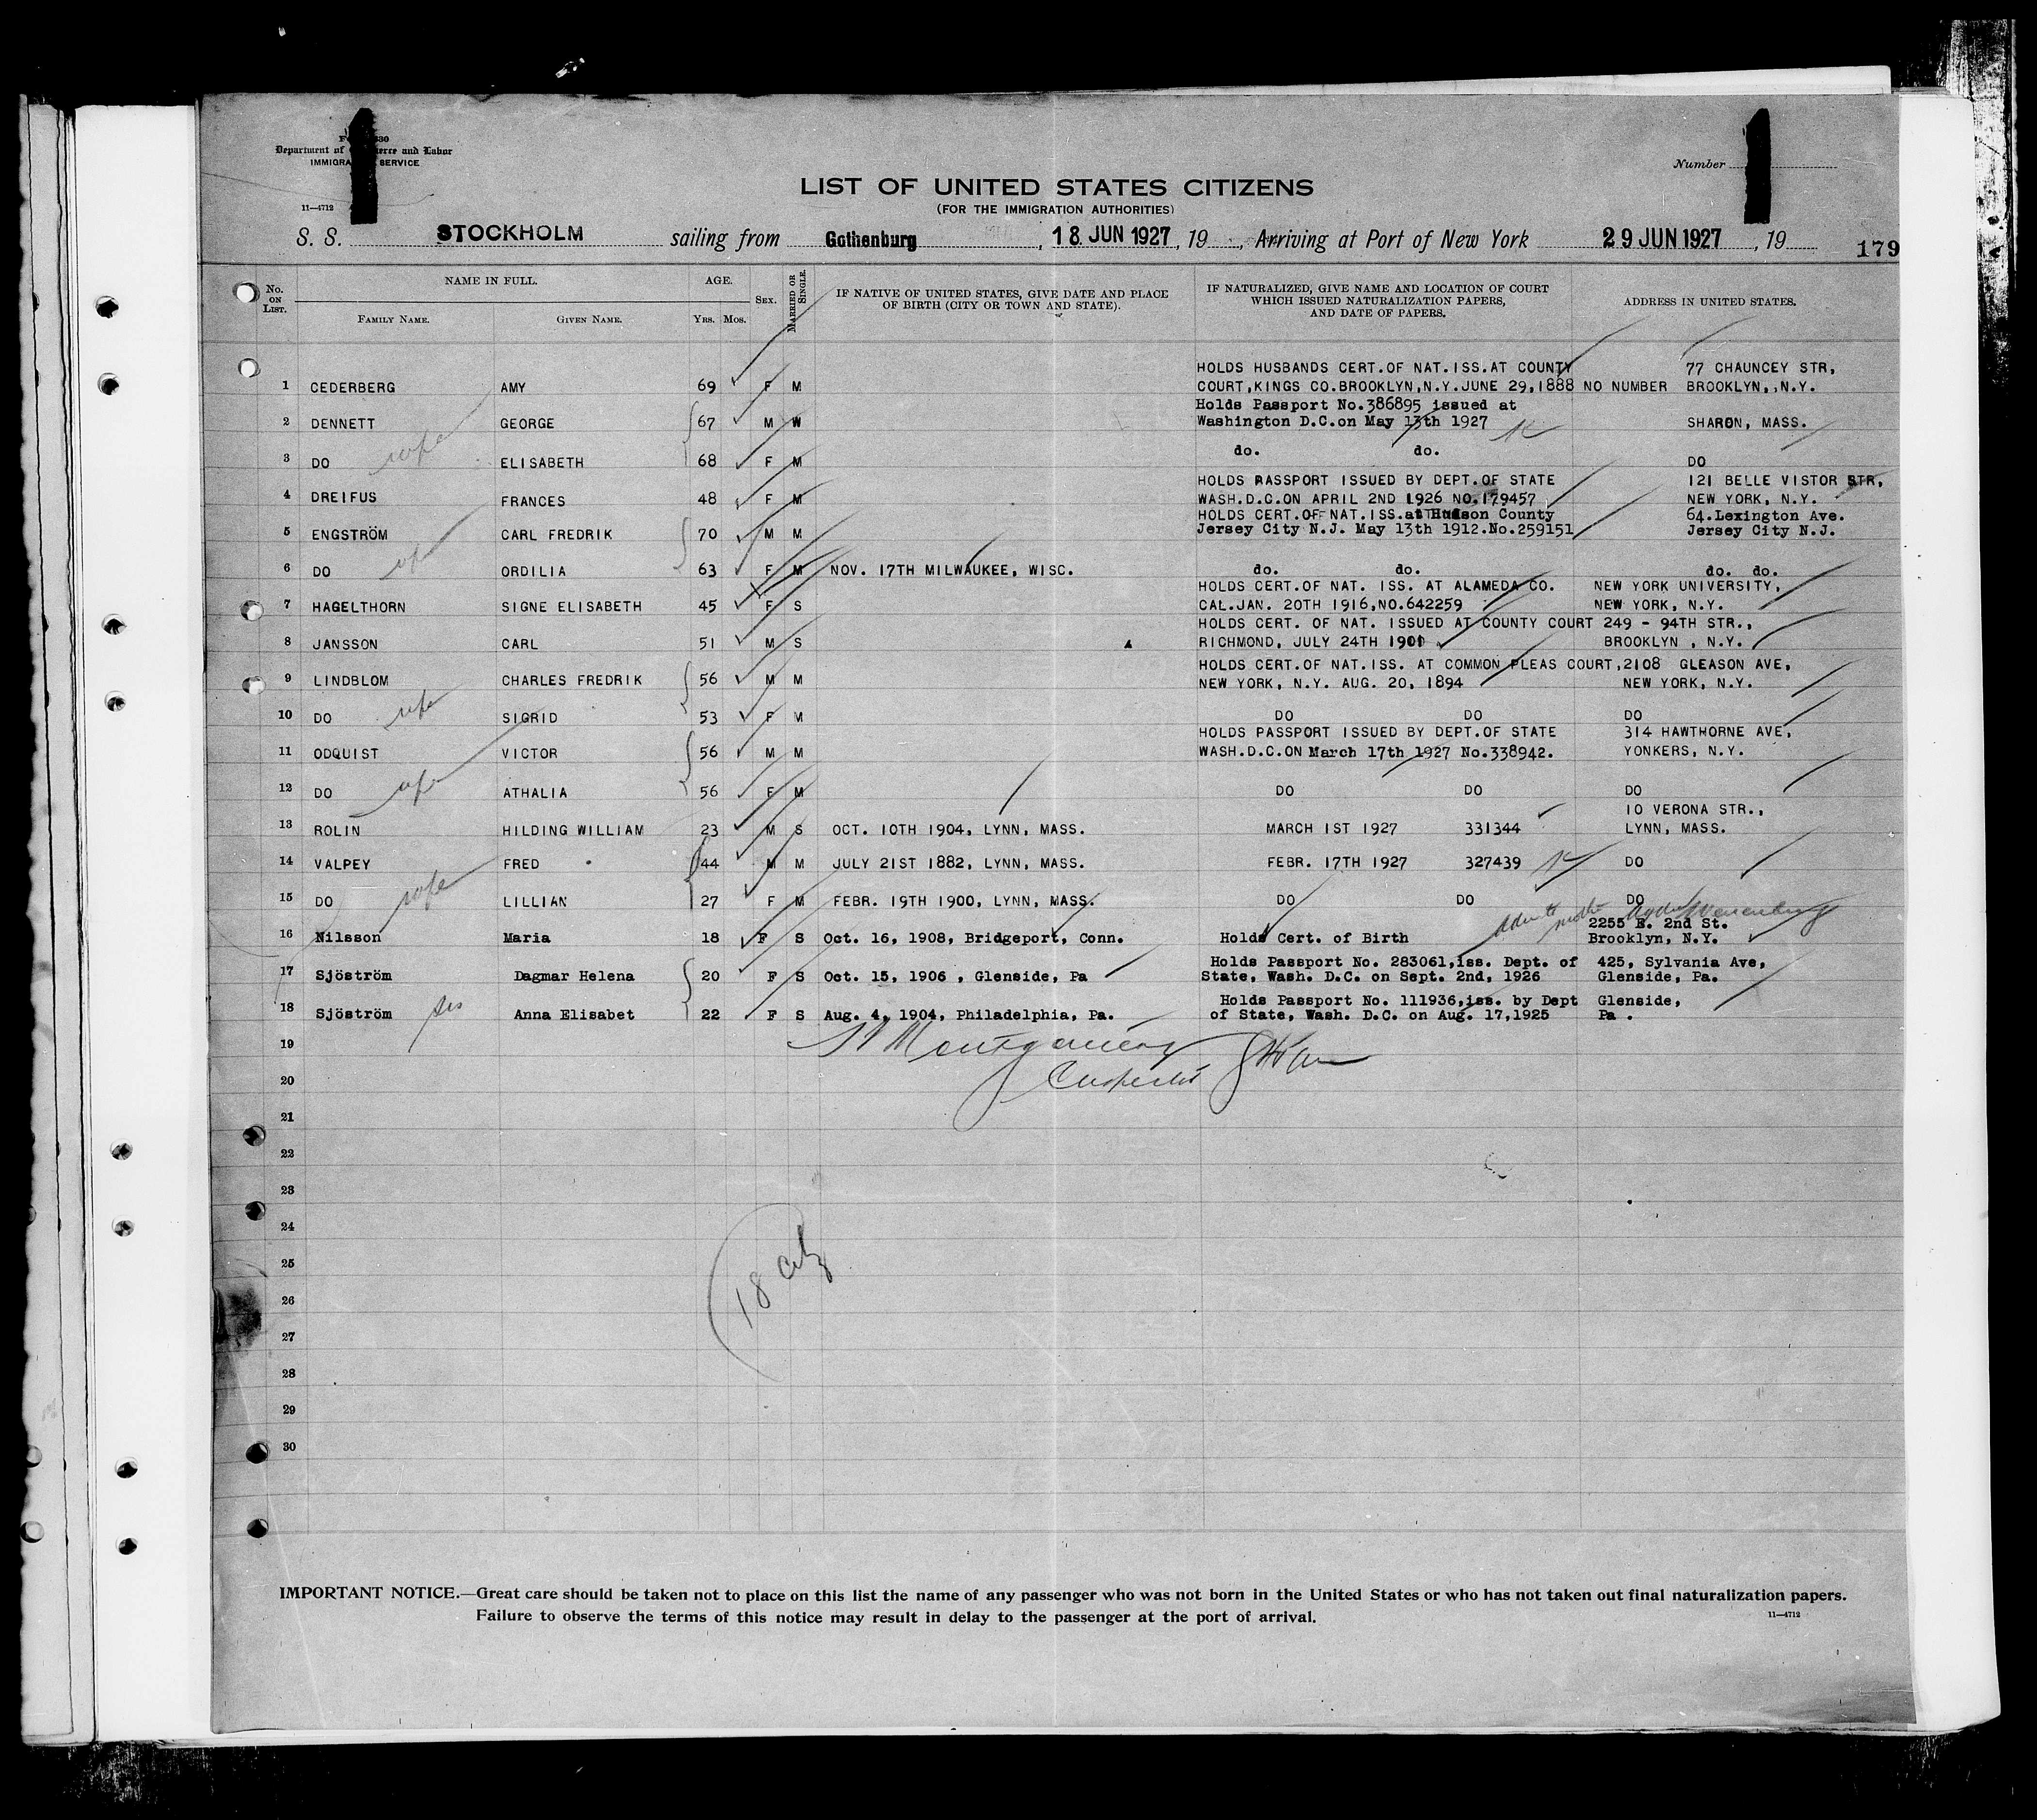 Department of Commerce and Labor
IMMIGRATION SERVICE
11—4712
Number
LIST OF UNITED STATES CITIZENS
(FOR THE IMMIGRATION AUTHORITIES)
S. S. STOCKHOLM sailing from Gothenburg, 18. JUN 1927, 19, Arriving at Port of New York 29 JUN 1927, 19
179
No. ON LIST.
NAME IN FULL.
FAMILY NAME.
GIVEN NAME.
AGE.
YRS. MOS.
SEX.
MARRIED OR SINGLE.
IF NATIVE OF UNITED STATES, GIVE DATE AND PLACE
OF BIRTH (CITY OR TOWN AND STATE).
IF NATURALIZED, GIVE NAME AND LOCATION OF COURT
WHICH ISSUED NATURALIZATION PAPERS,
AND DATE OF PAPERS.
ADDRESS IN UNITED STATES.
HOLDS HUSBANDS CERT.OF NAT.ISS.AT COUNTY 77 CHAUNCEY STR,
1 CEDERBERG AMY 69 F M COURT,KINGS CO.BROOKLYN,N.Y.JUNE 29,1888 NO NUMBER BROOKLYN,,N.Y.
Holds Passport No.386895 issued at
2 DENNETT GEORGE 67 M W Washington D.C.on May 13th 1927 SHARON, MASS.
wife
do. do.
3 DO ELISABETH 68 F M DO
HOLDS PASSPORT ISSUED BY DEPT.OF STATE 121 BELLE VISTOR STR,
4 DREIFUS FRANCES 48 F M WASH.D.C.ON APRIL 2ND 1926 NO.179457 NEW YORK, N.Y.
HOLDS CERT.OF NAT.ISS.at Hudson County 64.Lexington Ave.
5 ENGSTRÖM CARL FREDRIK 70 M M Jersey City N.J. May 13th 1912.No.259151 Jersey City N.J.
6 DO wife ORDILIA 63 F M NOV. 17TH MILWAUKEE, WISC. do. do. do. do.
HOLDS CERT.OF NAT. ISS. AT ALAMEDA CO. NEW YORK UNIVERSITY,
7 HAGELTHORN SIGNE ELISABETH 45 F S CAL.JAN. 20TH 1916,NO.642259 NEW YORK, N.Y.
HOLDS CERT. OF NAT. ISSUED AT COUNTY COURT 249 - 94TH STR.,
8 JANSSON CARL 51 M S RICHMOND, JULY 24TH 1900 BROOKLYN , N.Y.
HOLDS CERT.OF NAT.ISS. AT COMMON PLEAS COURT,2108 GLEASON AVE,
9 LINDBLOM CHARLES FREDRIK 56 M M NEW YORK, N.Y. AUG. 20, 1894 NEW YORK, N.Y.
10 DO wife SIGRID 53 F M DO DO DO
HOLDS PASSPORT ISSUED BY DEPT.OF STATE 314 HAWTHORNE AVE,
11 ODQUIST VICTOR 56 M M WASH.D.C.ON March 17th 1927 No.338942. YONKERS, N.Y.
12 DO wife ATHALIA 56 F M DO DO DO
10 VERONA STR.,
13 ROLIN HILDING WILLIAM 23 M S OCT. 10TH 1904, LYNN, MASS. MARCH 1ST 1927 331344 LYNN, MASS.
14 VALPEY FRED 44 M M JULY 21ST 1882, LYNN, MASS. FEBR. 17TH 1927 327439 DO
15 DO wife LILLIAN 27 F M FEBR. 19TH 1900, LYNN, MASS. DO DO DO
mother
2255 E. 2nd St.
16 Nilsson Maria 18 F S Oct. 16, 1908, Bridgeport, Conn. Holds Cert. of Birth Brooklyn, N.Y.
Holds Passport No. 283061,iss. Dept. of 425, Sylvania Ave,
17 Sjöström Dagmar Helena 20 F S Oct. 15, 1906 , Glenside, Pa State, Wash. D.C. on Sept. 2nd, 1926 Glenside, Pa.
Holds Passport No. 111936,iss. by Dept Glenside,
18 Sjöström sis Anna Elisabet 22 F S Aug. 4, 1904, Philadelphia, Pa. of State, Wash. D.C. on Aug. 17,1925 Pa .
19
Montgomery
20
Inspector
21
22
23
24
25
18 citz
26
27
28
29
30
IMPORTANT NOTICE.—Great care should be taken not to place on this list the name of any passenger who was not born in the United States or who has not taken out final naturalization papers.
Failure to observe the terms of this notice may result in delay to the passenger at the port of arrival.
11—4712